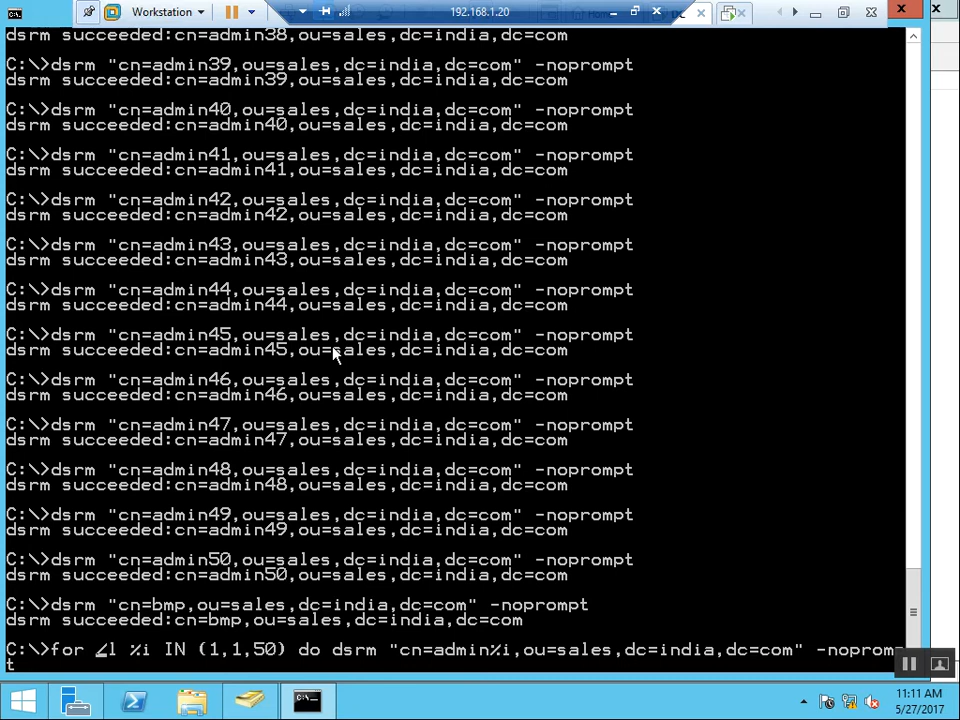 Workstation
192.168.1.20
dsrm succeeded:cn=admin38,ou=sales,dc=india,dc=com
C:\>dsrm "cn=admin39,ou=sales,dc=india,dc=com" -noprompt
dsrm succeeded:cn=admin39,ou=sales,dc=india,dc=com
C:\>dsrm "cn=admin40,ou=sales,dc=india,dc=com" -noprompt
dsrm succeeded:cn=admin40,ou=sales,dc=india,dc=com
C:\>dsrm "cn=admin41,ou=sales,dc=india,dc=com" -noprompt
dsrm succeeded:cn=admin41,ou=sales,dc=india,dc=com
C:\>dsrm "cn=admin42,ou=sales,dc=india,dc=com" -noprompt
dsrm succeeded:cn=admin42,ou=sales,dc=india,dc=com
C:\>dsrm "cn=admin43,ou=sales,dc=india,dc=com" -noprompt
dsrm succeeded:cn=admin43,ou=sales,dc=india,dc=com
C:\>dsrm "cn=admin44,ou=sales,dc=india,dc=com" -noprompt
dsrm succeeded:cn=admin44,ou=sales,dc=india,dc=com
C:\>dsrm "cn=admin45,ou=sales,dc=india,dc=com" -noprompt
dsrm succeeded:cn=admin45,ou=sales,dc=india,dc=com
C:\>dsrm "cn=admin46,ou=sales,dc=india,dc=com" -noprompt
dsrm succeeded:cn=admin46,ou=sales,dc=india,dc=com
C:\>dsrm "cn=admin47,ou=sales,dc=india,dc=com" -noprompt
dsrm succeeded:cn=admin47,ou=sales,dc=india,dc=com
C:\>dsrm "cn=admin48,ou=sales,dc=india,dc=com" -noprompt
dsrm succeeded:cn=admin48,ou=sales,dc=india,dc=com
C:\>dsrm "cn=admin49,ou=sales,dc=india,dc=com" -noprompt
dsrm succeeded:cn=admin49,ou=sales,dc=india,dc=com
C:\>dsrm "cn=admin50,ou=sales,dc=india,dc=com" -noprompt
dsrm succeeded:cn=admin50,ou=sales,dc=india,dc=com
C:\>dsrm "cn=bmp,ou=sales,dc=india,dc=com" -noprompt
dsrm succeeded:cn=bmp,ou=sales,dc=india,dc=com
C:\>for /l %i IN (1,1,50) do dsrm "cn=admin%i,ou=sales,dc=india,dc=com" -noprom
t
11:11 AM
5/27/2017